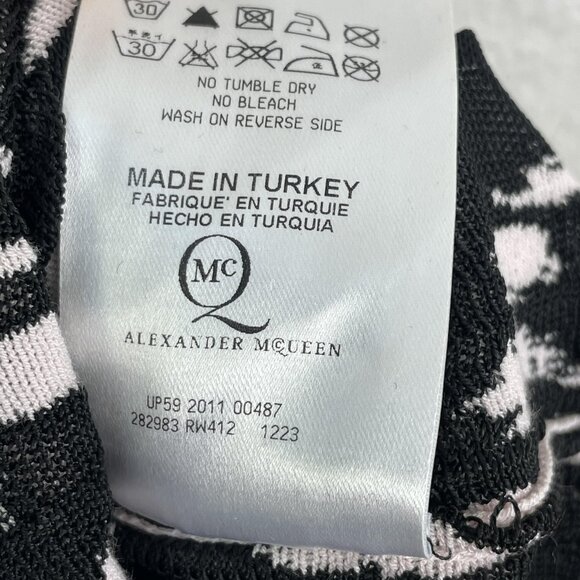 30
30
NO TUMBLE DRY
NO BLEACH
WASH ON REVERSE SIDE
MADE IN TURKEY
FABRIQUE' EN TURQUIE
HECHO EN TURQUIA
McQ
ALEXANDER McQUEEN
UP59 2011 00487
282983 RW412 1223